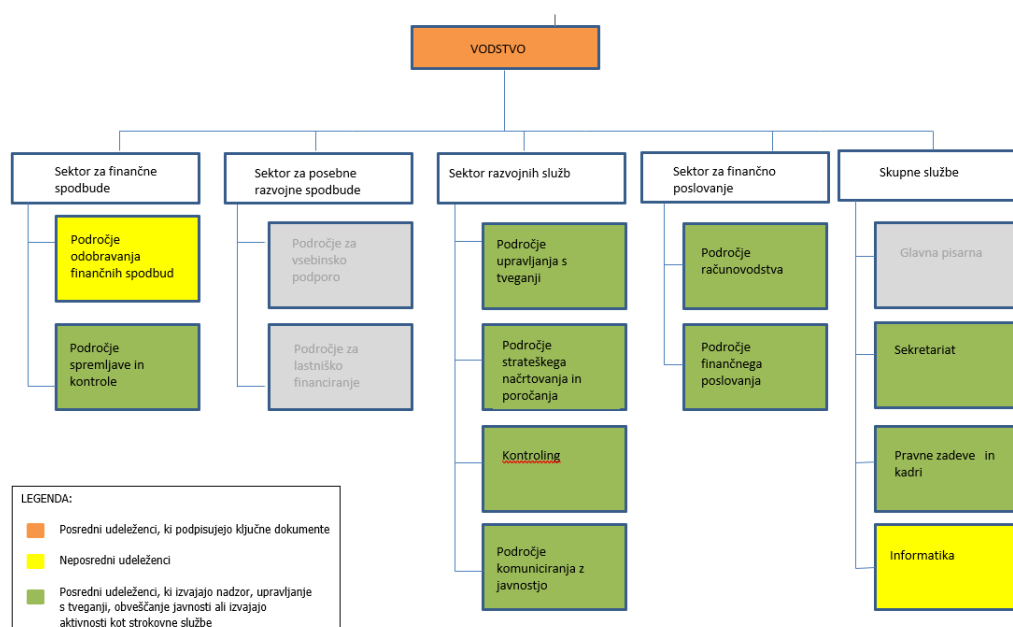 VODSTVO
Sektor za finančne
spodbude
Sektor za posebne
razvojne spodbude
Sektor razvojnih služb
Sektor za finančno
poslovanje
Skupne službe
Področje
odobravanja
finančnih spodbud
Področje
spremljave in
kontrole
Področje za
vsebinsko
podporo
Področje za
lastniško
financiranje
Področje
upravljanja s
tveganji
Področje
strateškega
načrtovanja in
poročanja
Kontroling
Področje
komuniciranja z
javnostjo
Področje
računovodstva
Področje
finančnega
poslovanja
Glavna pisarna
Sekretariat
Pravne zadeve in
kadri
Informatika
LEGENDA:
Posredni udeleženci, ki podpisujejo ključne dokumente
Neposredni udeleženci
Posredni udeleženci, ki izvajajo nadzor, upravljanje
s tveganji, obveščanje javnosti ali izvajajo
aktivnosti kot strokovne službe